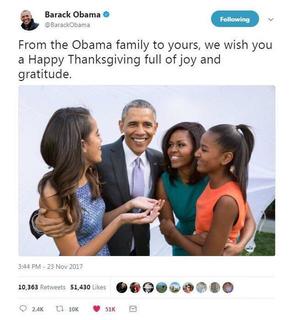 Barack Obama
@BarackObama
Following
From the Obama family to yours, we wish you
a Happy Thanksgiving full of joy and
gratitude.
3:44 PM - 23 Nov 2017
10,363 Retweets 51,430 Likes
2.4K 10K 51K